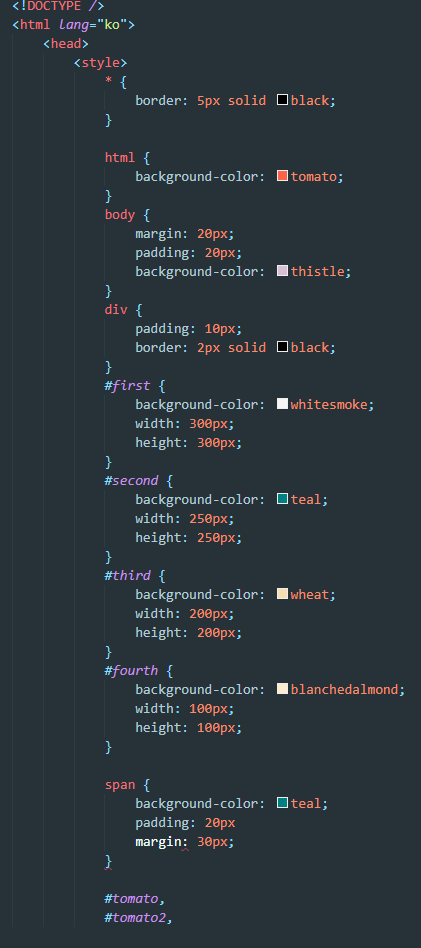 <!DOCTYPE />
<html lang="ko">
<head>
<style>
* {
border: 5px solid black;
}
html {
background-color: tomato;
}
body {
margin: 20px;
padding: 20px;
background-color: thistle;
}
div {
padding: 10px;
border: 2px solid black;
}
#first {
background-color: whitesmoke;
width: 300px;
height: 300px;
}
#second {
background-color: teal;
width: 250px;
height: 250px;
}
#third {
background-color: wheat;
width: 200px;
height: 200px;
}
#fourth {
background-color: blanchedalmond;
width: 100px;
height: 100px;
}
span {
background-color: teal;
padding: 20px
margin: 30px;
}
#tomato,
#tomato2,